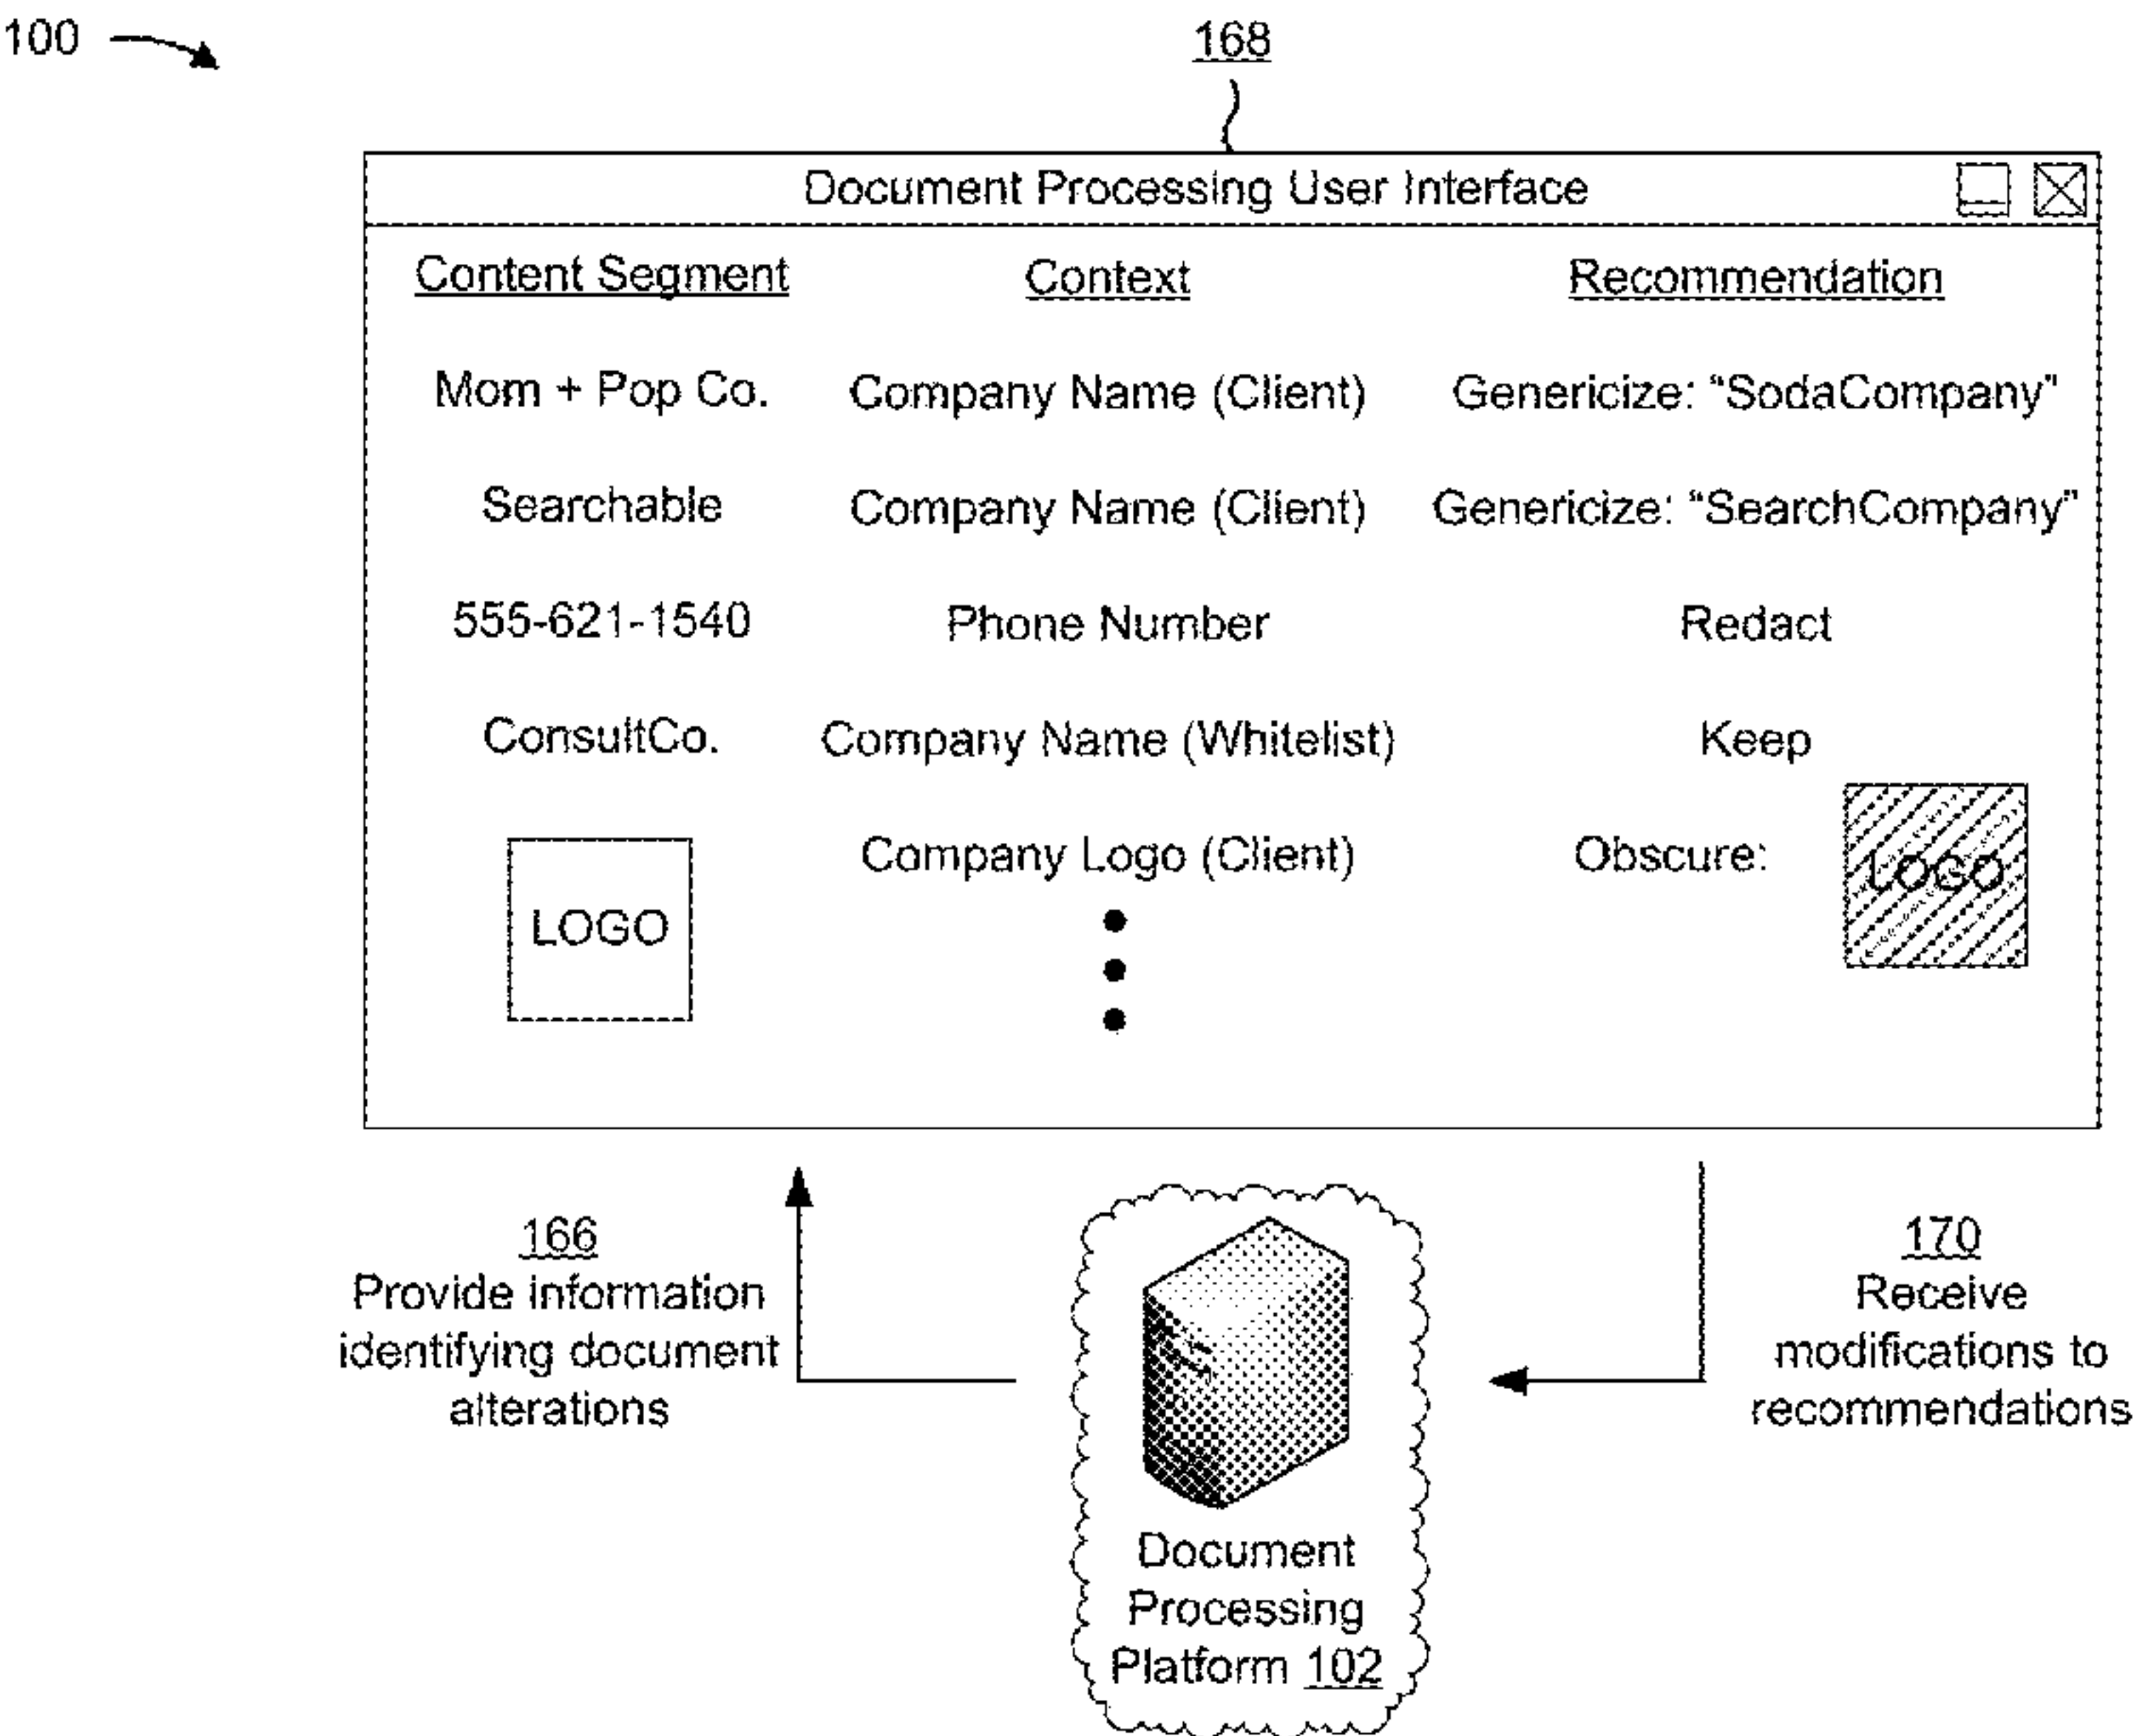 100
168
Document Processing User Interface
Content Segment Context Recommendation
Mom + Pop Co. Company Name (Client) Genericize: “SodaCompany”
Searchable Company Name (Client) Genericize: “SearchCompany”
555-621-1540 Phone Number Redact
ConsultCo. Company Name (Whitelist) Keep
LOGO Company Logo (Client) Obscure: LOGO
166
Provide information
identifying document
alterations
170
Receive
modifications to
recommendations
Document
Processing
Platform 102